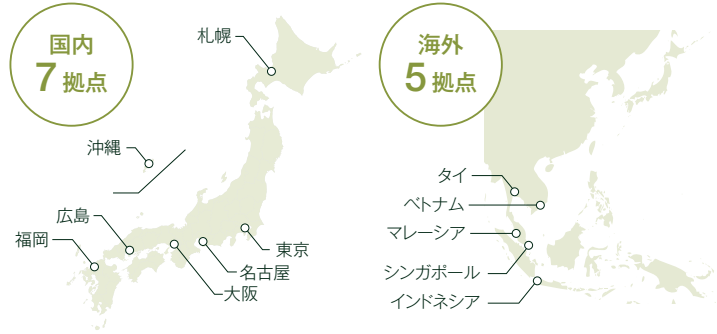 国内
7拠点
札幌
沖縄
広島
福岡
東京
名古屋
大阪
海外
5拠点
タイ
ベトナム
マレーシア
シンガポール
インドネシア